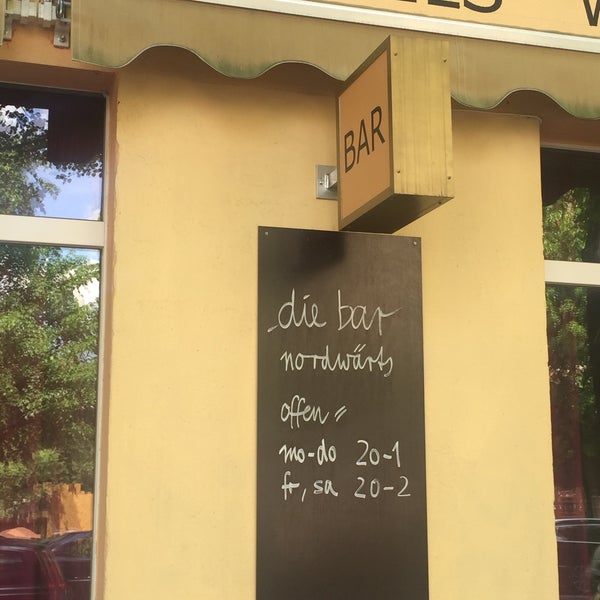 BAR
die bar
nordwärts
offen =
mo-do 20-1
fr, sa 20-2